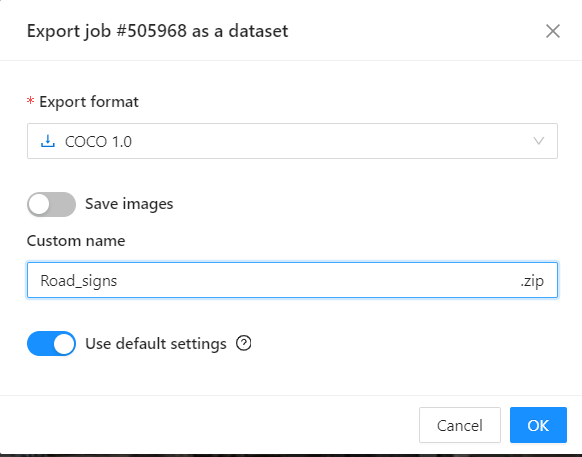 Export job #505968 as a dataset
* Export format
COCO 1.0
Save images
Custom name
Road_signs .zip
Use default settings
Cancel OK